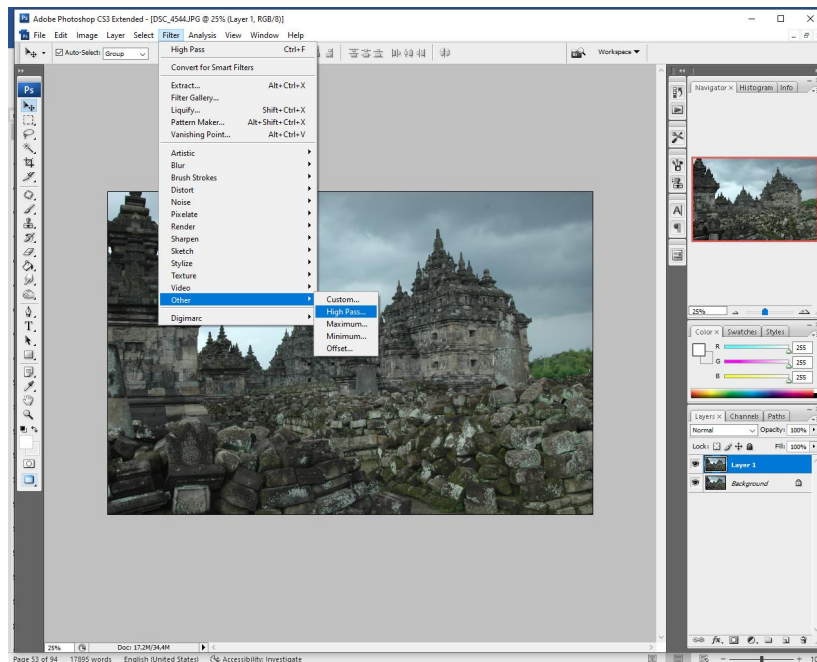 Adobe Photoshop CS3 Extended - [DSC_4544.JPG @ 25% (Layer 1, RGB/8)]
File Edit Image Layer Select Filter Analysis View Window Help
Auto-Select: Group
Workspace
High Pass Ctrl+F
Convert for Smart Filters
Extract... Alt+Ctrl+X
Filter Gallery...
Liquify... Shift+Ctrl+X
Pattern Maker... Alt+Shift+Ctrl+X
Vanishing Point... Alt+Ctrl+V
Artistic
Blur
Brush Strokes
Distort
Noise
Pixelate
Render
Sharpen
Sketch
Stylize
Texture
Video
Other
Digimarc
Custom...
High Pass...
Maximum...
Minimum...
Offset...
Ps
Navigator × Histogram Info
25%
Color × Swatches Styles
R 255
G 255
B 255
Layers × Channels Paths
Normal Opacity: 100%
Lock: Fill: 100%
Layer 1
Background
25% Doc: 17,2M/34,4M
Page 53 of 94 17895 words English (United States) Accessibility: Investigate